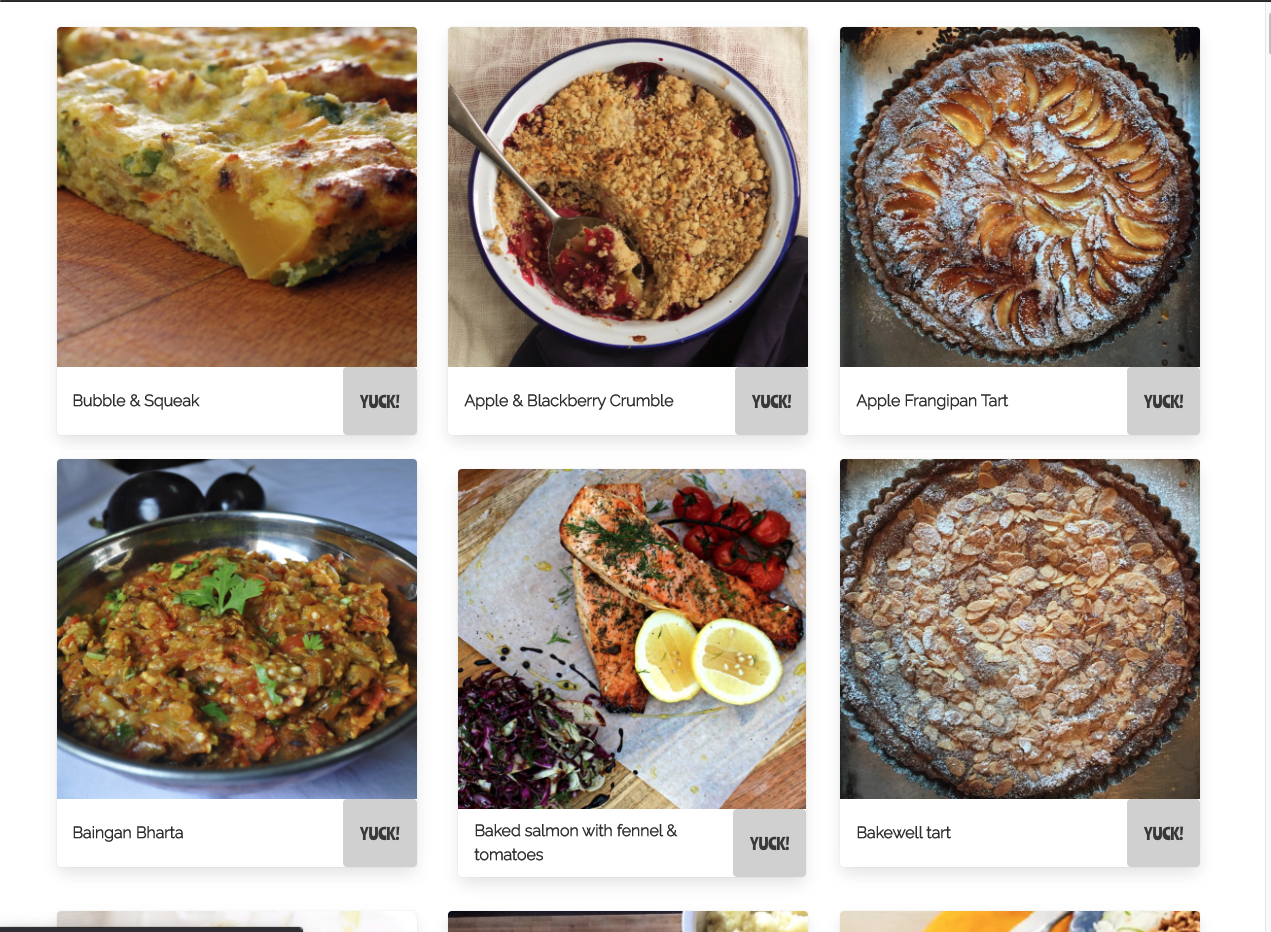 Bubble & Squeak
YUCK!
Apple & Blackberry Crumble
YUCK!
Apple Frangipan Tart
YUCK!
Baingan Bharta
YUCK!
Baked salmon with fennel &
tomatoes
YUCK!
Bakewell tart
YUCK!